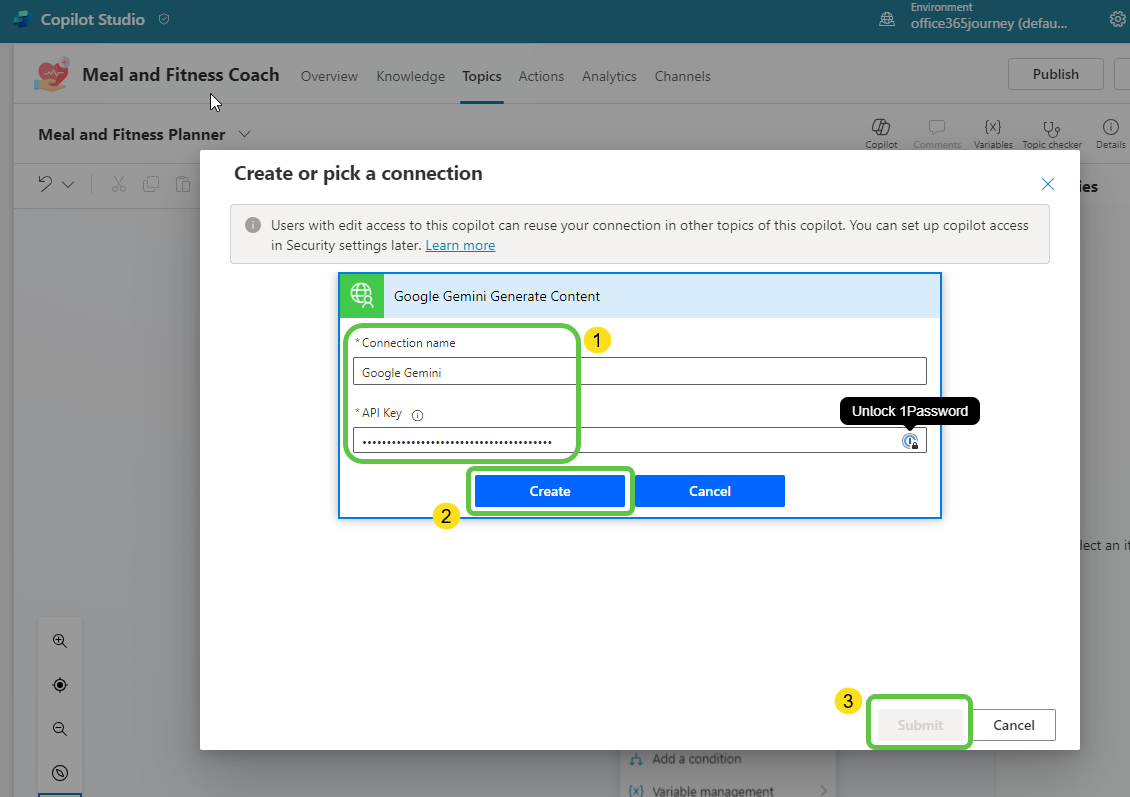 Copilot Studio
Environment
office365journey (defau...
Meal and Fitness Coach
Overview
Knowledge
Topics
Actions
Analytics
Channels
Publish
Meal and Fitness Planner
Copilot
Comments
{x}
Variables
Topic checker
Details
Create or pick a connection
ies
Users with edit access to this copilot can reuse your connection in other topics of this copilot. You can set up copilot access
in Security settings later. Learn more
Google Gemini Generate Content
* Connection name
1
Google Gemini
* API Key
Unlock 1Password
••••••••••••••••••••••••••••••••••••••
Create
Cancel
2
lect an it
3
Submit
Cancel
Add a condition
{x} Variable management